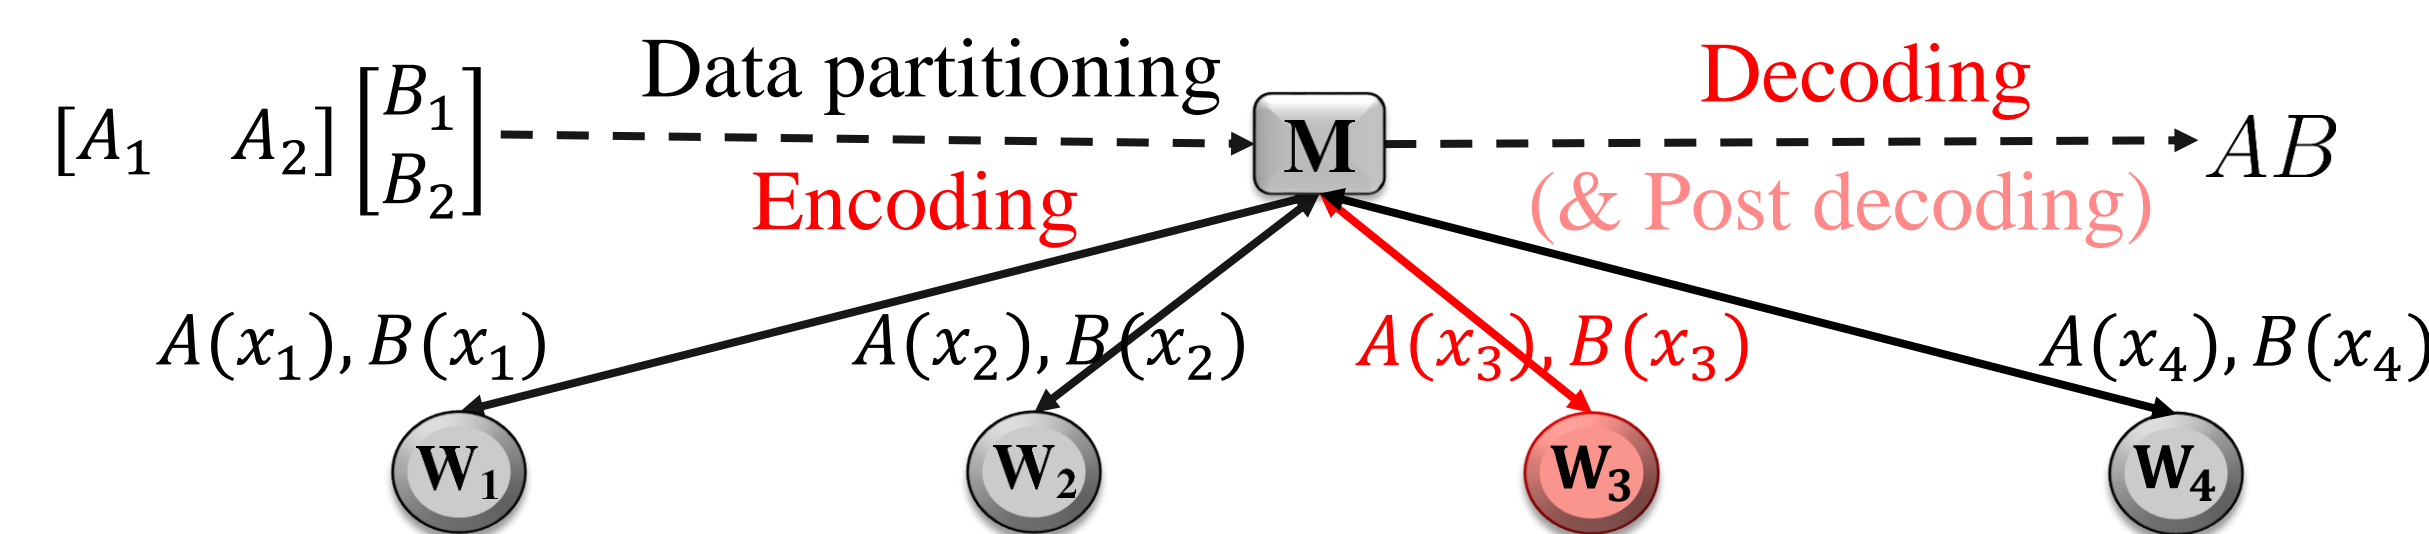 Data partitioning
Decoding
[A₁ A₂] [B₁ B₂]
M
AB
Encoding
(& Post decoding)
A(x₁), B(x₁)
A(x₂), B(x₂)
A(x₃), B(x₃)
A(x₄), B(x₄)
W₁
W₂
W₃
W₄